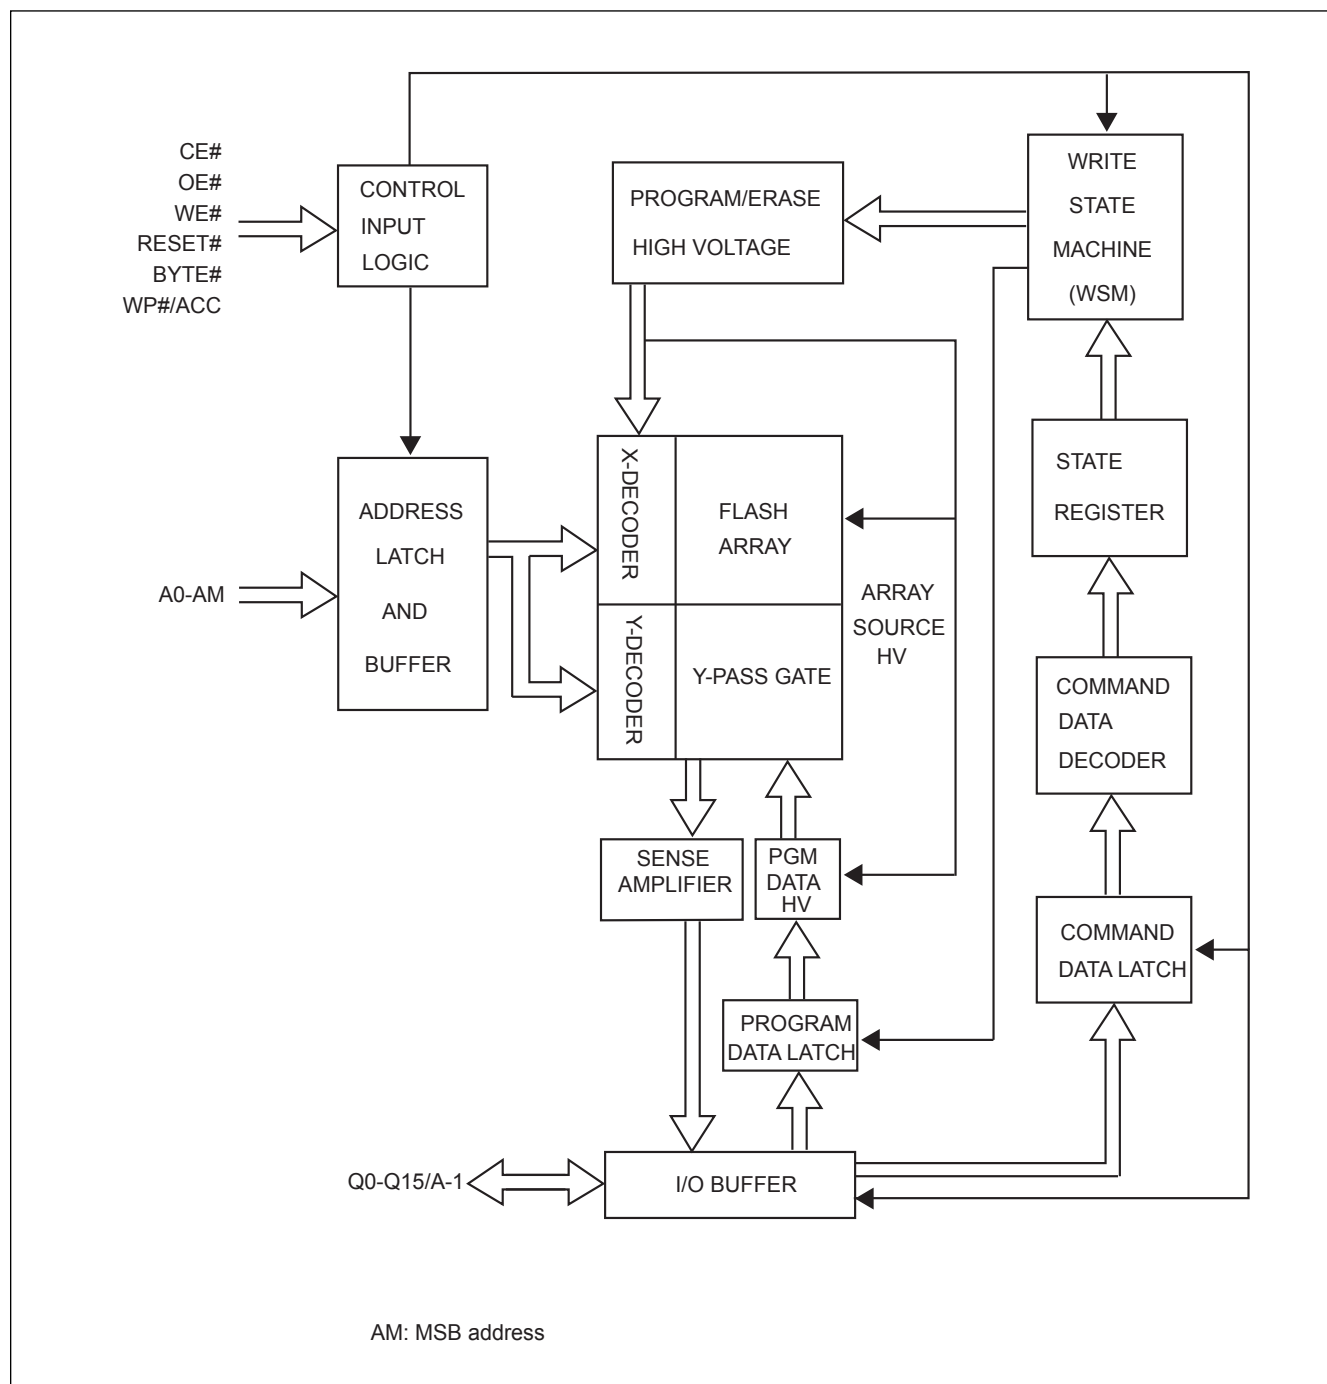 CE#
OE#
WE#
RESET#
BYTE#
WP#/ACC
CONTROL
INPUT
LOGIC
PROGRAM/ERASE
HIGH VOLTAGE
WRITE
STATE
MACHINE
(WSM)
A0-AM
ADDRESS
LATCH
AND
BUFFER
X-DECODER
FLASH
ARRAY
Y-DECODER
Y-PASS GATE
ARRAY
SOURCE
HV
STATE
REGISTER
COMMAND
DATA
DECODER
SENSE
AMPLIFIER
PGM
DATA
HV
COMMAND
DATA LATCH
PROGRAM
DATA LATCH
Q0-Q15/A-1
I/O BUFFER
AM: MSB address